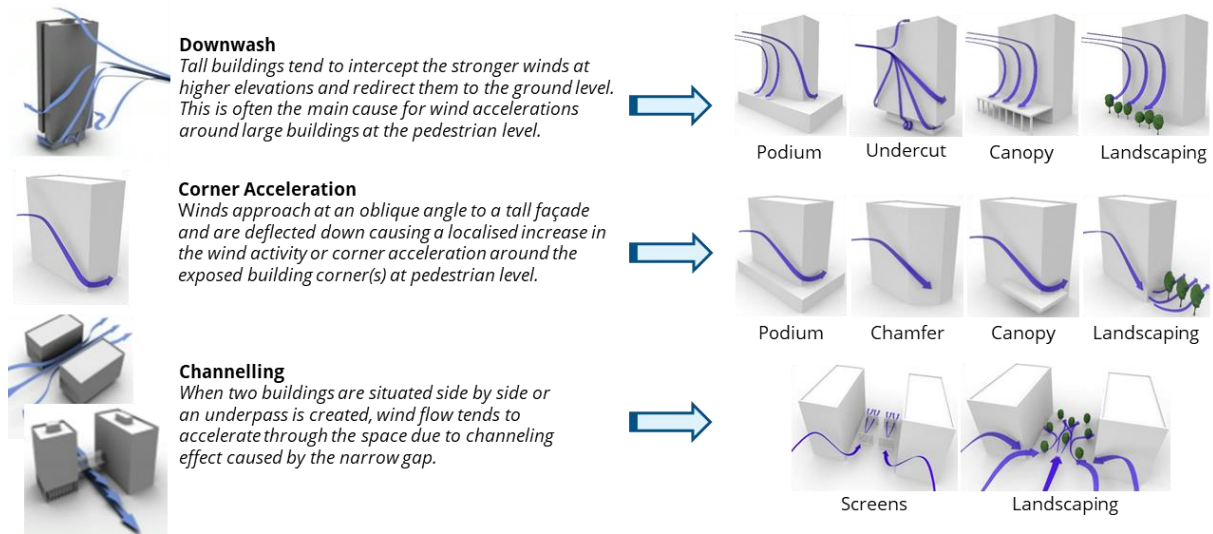 Downwash
Tall buildings tend to intercept the stronger winds at
higher elevations and redirect them to the ground level.
This is often the main cause for wind accelerations
around large buildings at the pedestrian level.
Podium
Undercut
Canopy
Landscaping
Corner Acceleration
Winds approach at an oblique angle to a tall façade
and are deflected down causing a localised increase in
the wind activity or corner acceleration around the
exposed building corner(s) at pedestrian level.
Podium
Chamfer
Canopy
Landscaping
Channelling
When two buildings are situated side by side or
an underpass is created, wind flow tends to
accelerate through the space due to channeling
effect caused by the narrow gap.
Screens
Landscaping